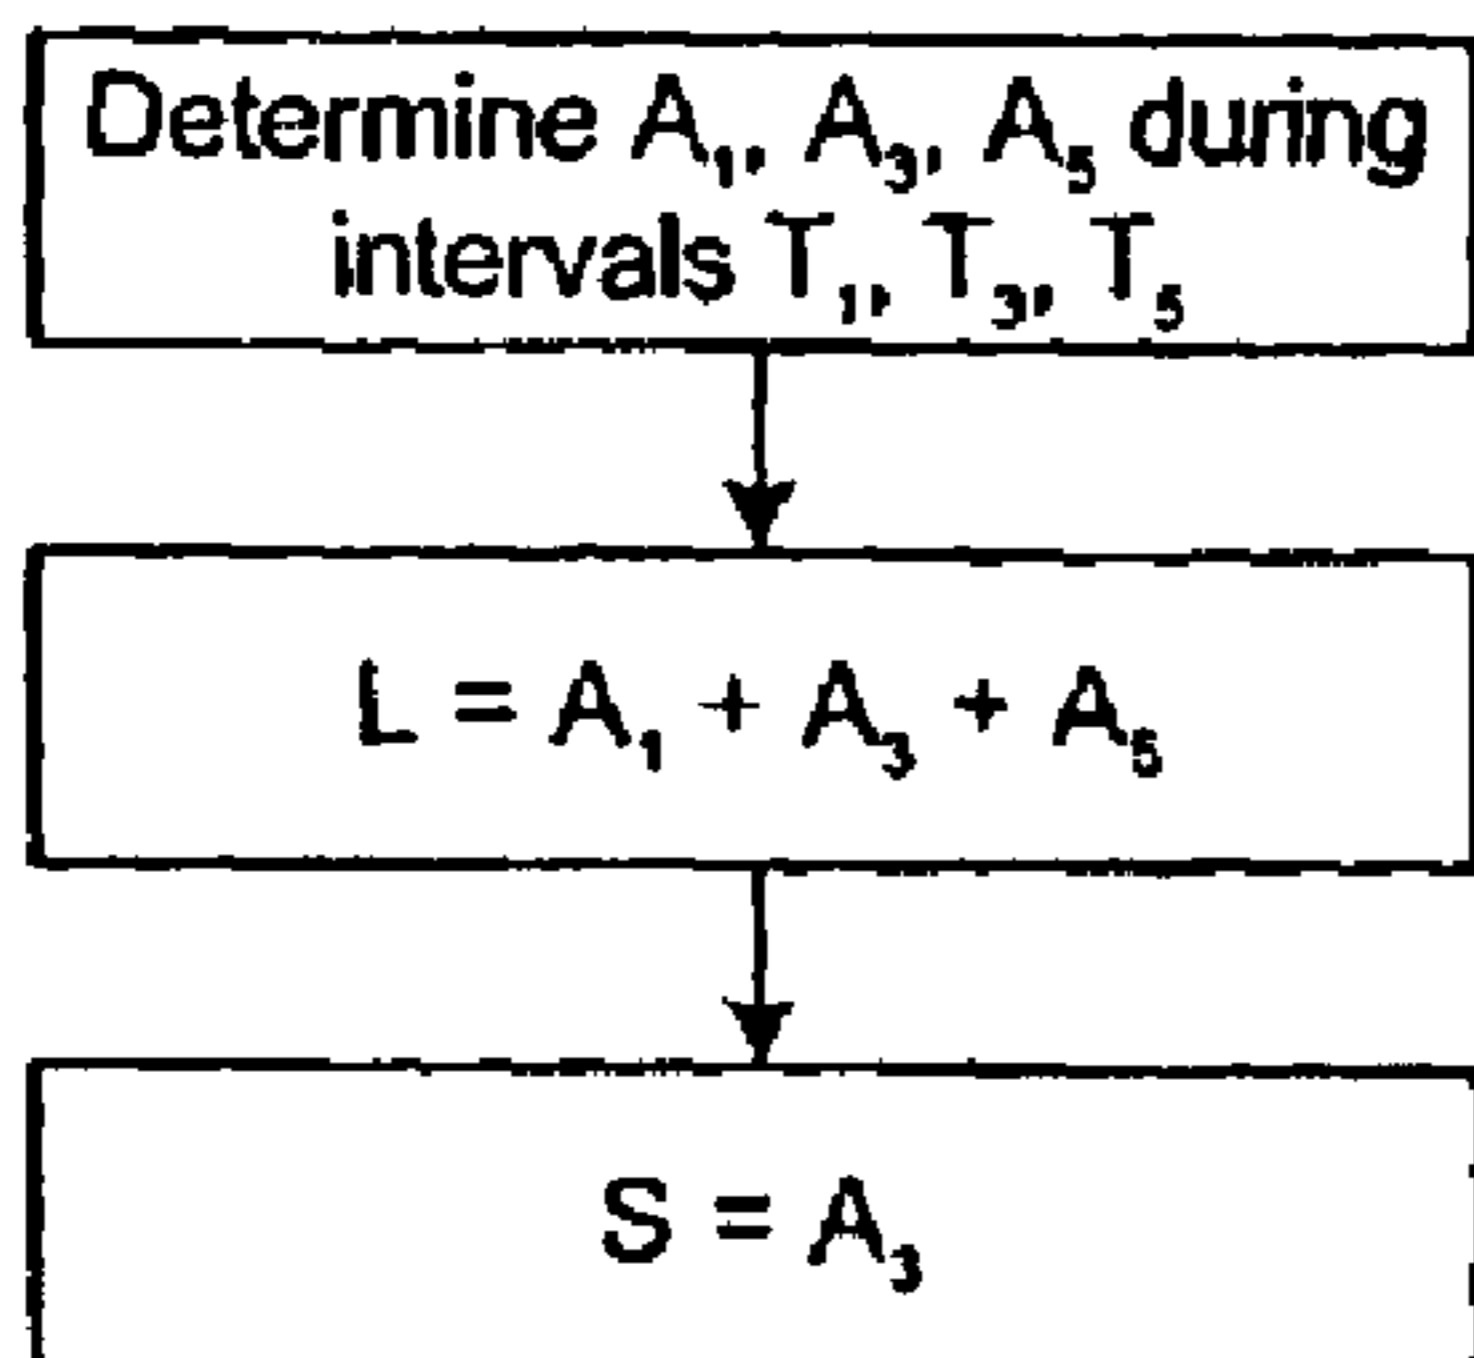 Determine A₁, A₃, A₅ during
intervals T₁, T₃, T₅
L = A₁ + A₃ + A₅
S = A₃